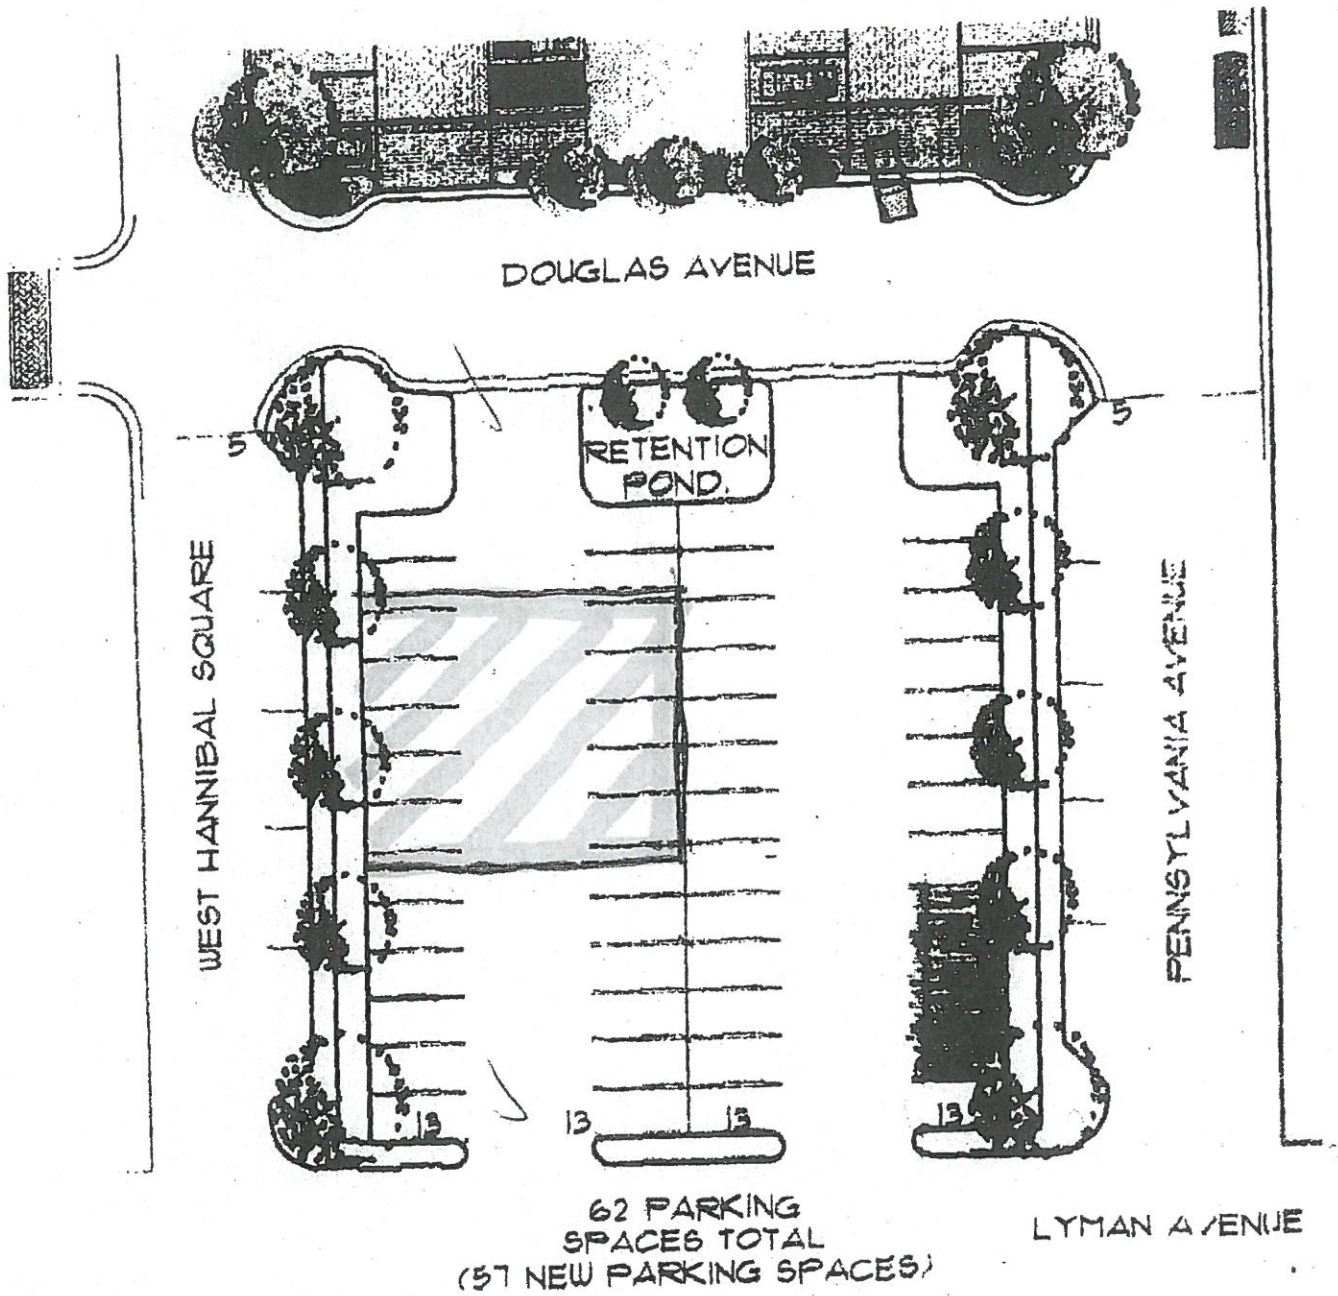 DOUGLAS AVENUE
5
5
RETENTION
POND.
WEST HANNIBAL SQUARE
PENNSYLVANIA AVENUE
13
13
13
13
62 PARKING
SPACES TOTAL
(57 NEW PARKING SPACES)
LYMAN AVENUE